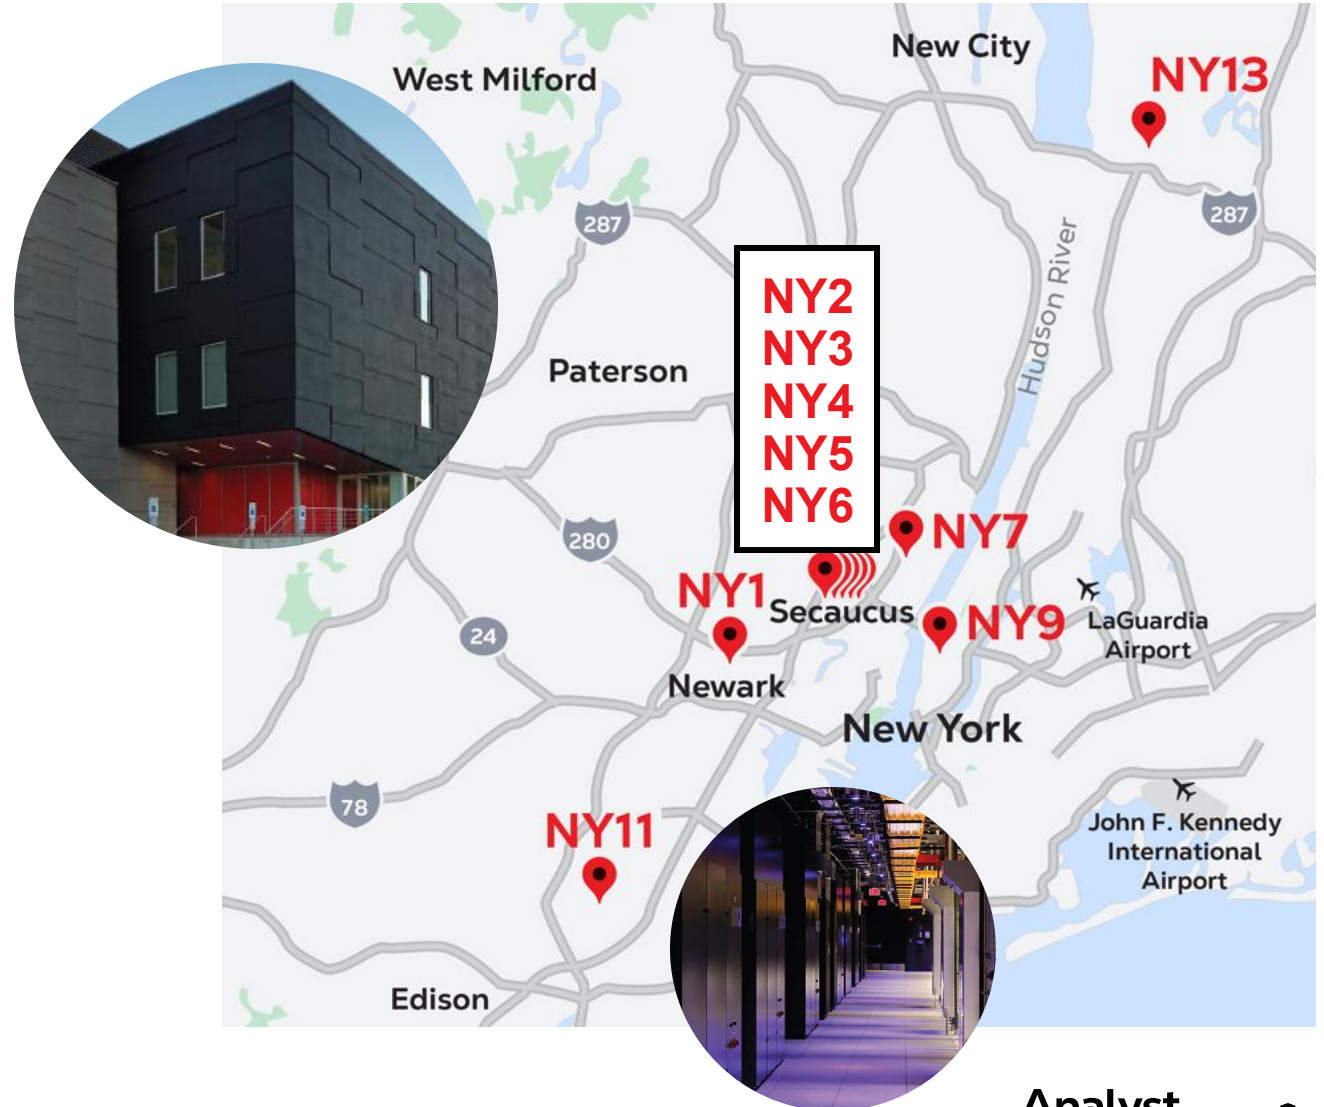 New City
West Milford
NY13
287
287
Hudson River
NY2
NY3
NY4
NY5
NY6
Paterson
NY7
280
NY1
Secaucus
NY9
LaGuardia
Airport
24
Newark
New York
78
NY11
John F. Kennedy
International
Airport
Edison
Analyst